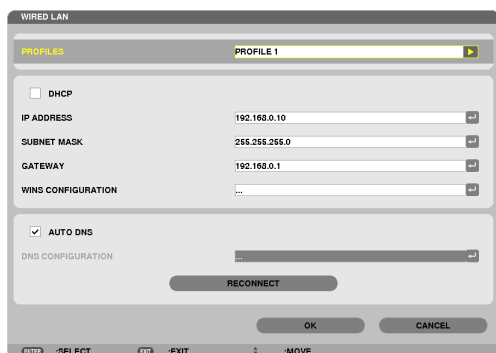 WIRED LAN
PROFILES PROFILE 1
DHCP
IP ADDRESS 192.168.0.10
SUBNET MASK 255.255.255.0
GATEWAY 192.168.0.1
WINS CONFIGURATION ...
AUTO DNS
DNS CONFIGURATION ...
RECONNECT
OK CANCEL
ENTER :SELECT EXIT :EXIT :MOVE